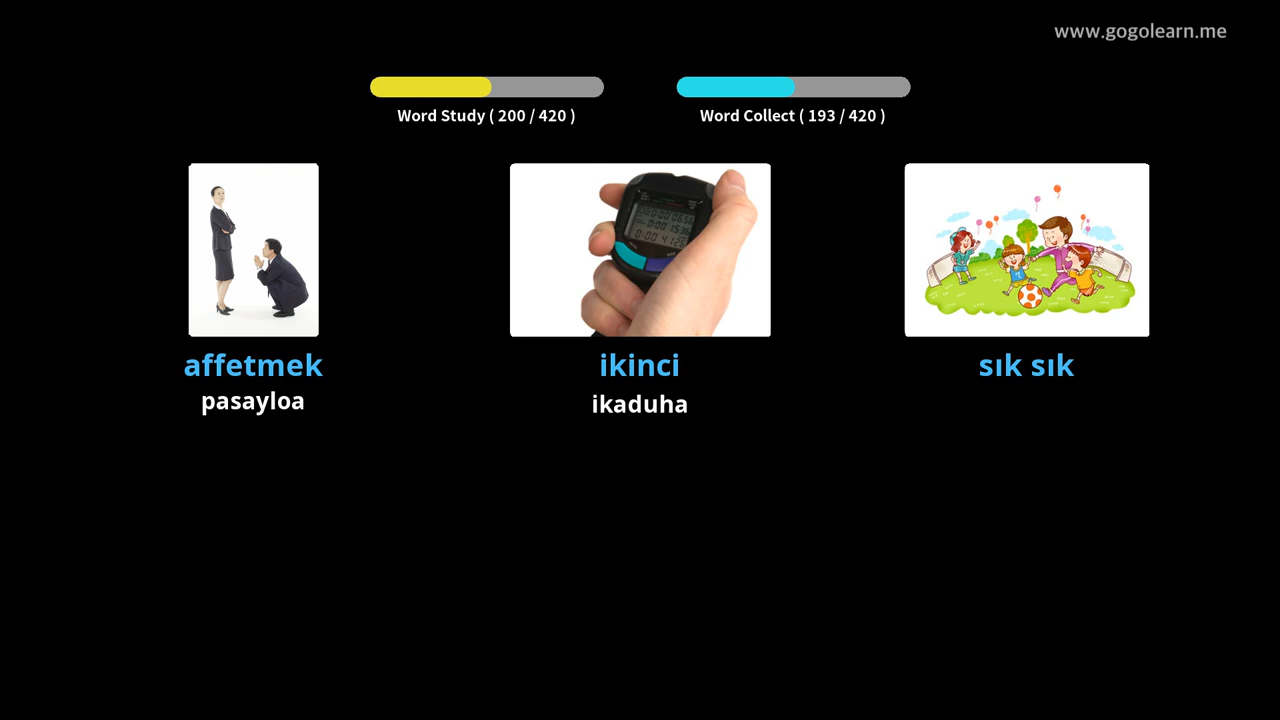 www.gogolearn.me
Word Study ( 200 / 420 )
Word Collect ( 193 / 420 )
affetmek
pasayloa
ikinci
ikaduha
sık sık